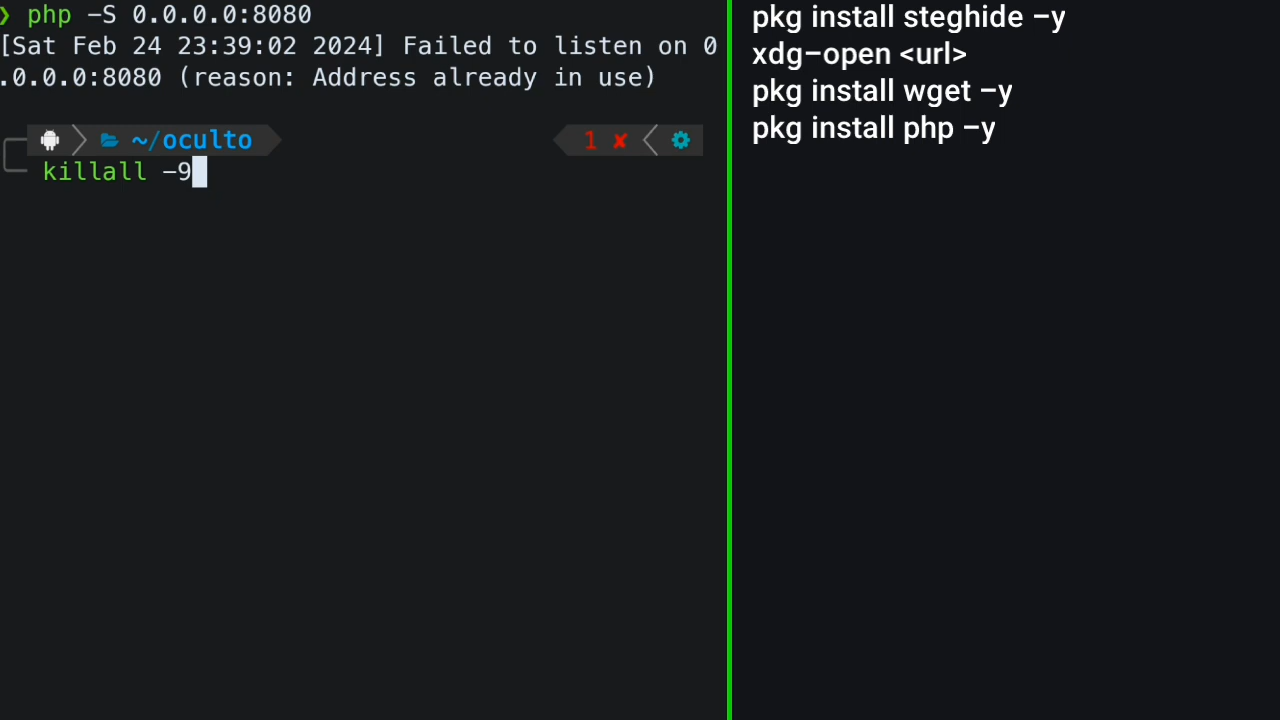 ❯ php -S 0.0.0.0:8080
[Sat Feb 24 23:39:02 2024] Failed to listen on 0
.0.0.0:8080 (reason: Address already in use)
~/oculto
1 ✘
killall -9
pkg install steghide -y
xdg-open <url>
pkg install wget -y
pkg install php -y